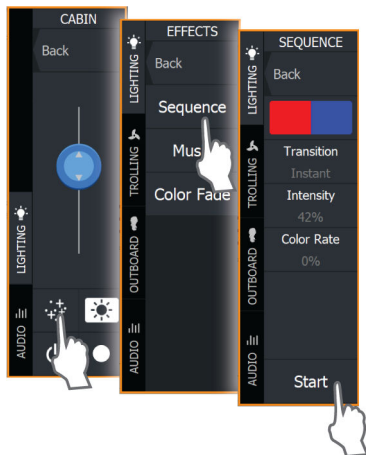 CABIN
Back
LIGHTING
AUDIO
EFFECTS
Back
Sequence
Mus
Color Fade
LIGHTING
TROLLING
OUTBOARD
AUDIO
SEQUENCE
Back
Transition
Instant
Intensity
42%
Color Rate
0%
Start
LIGHTING
TROLLING
OUTBOARD
AUDIO